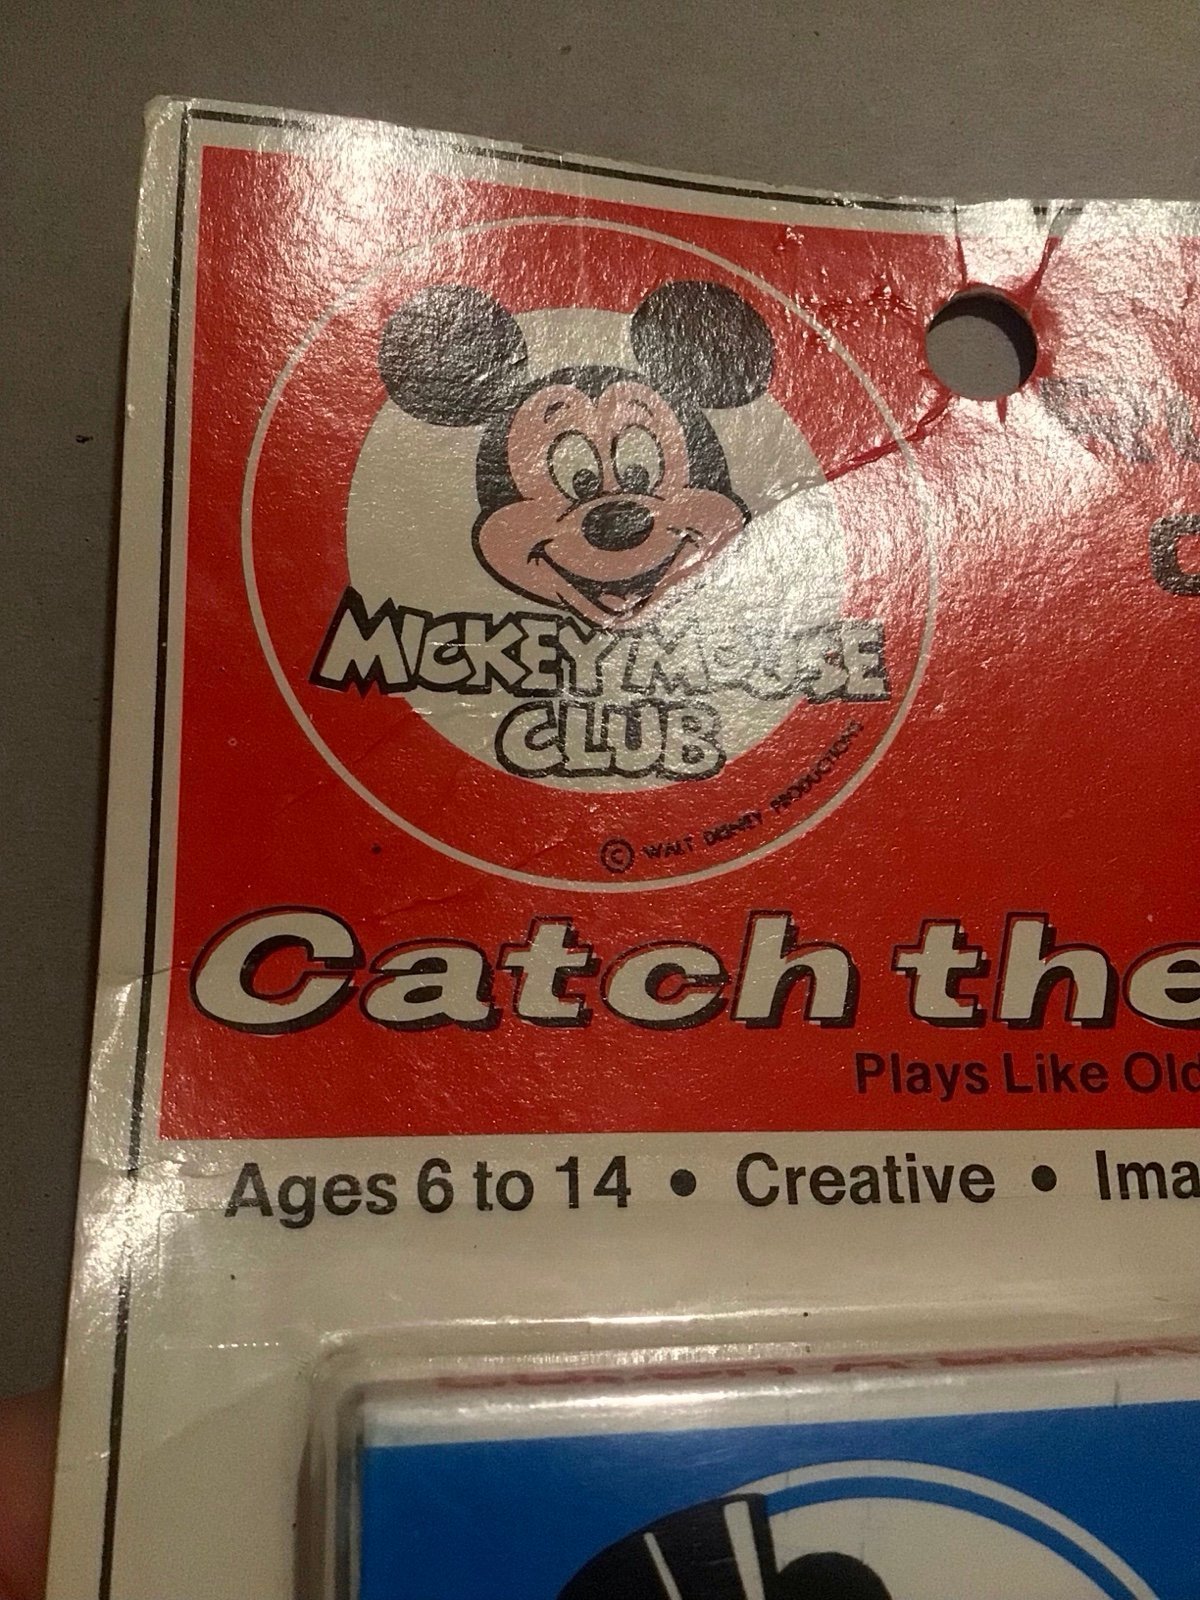 MICKEY MOUSE
CLUB
© WALT DISNEY PRODUCTIONS
Catch the
Plays Like Old
Ages 6 to 14 • Creative • Ima